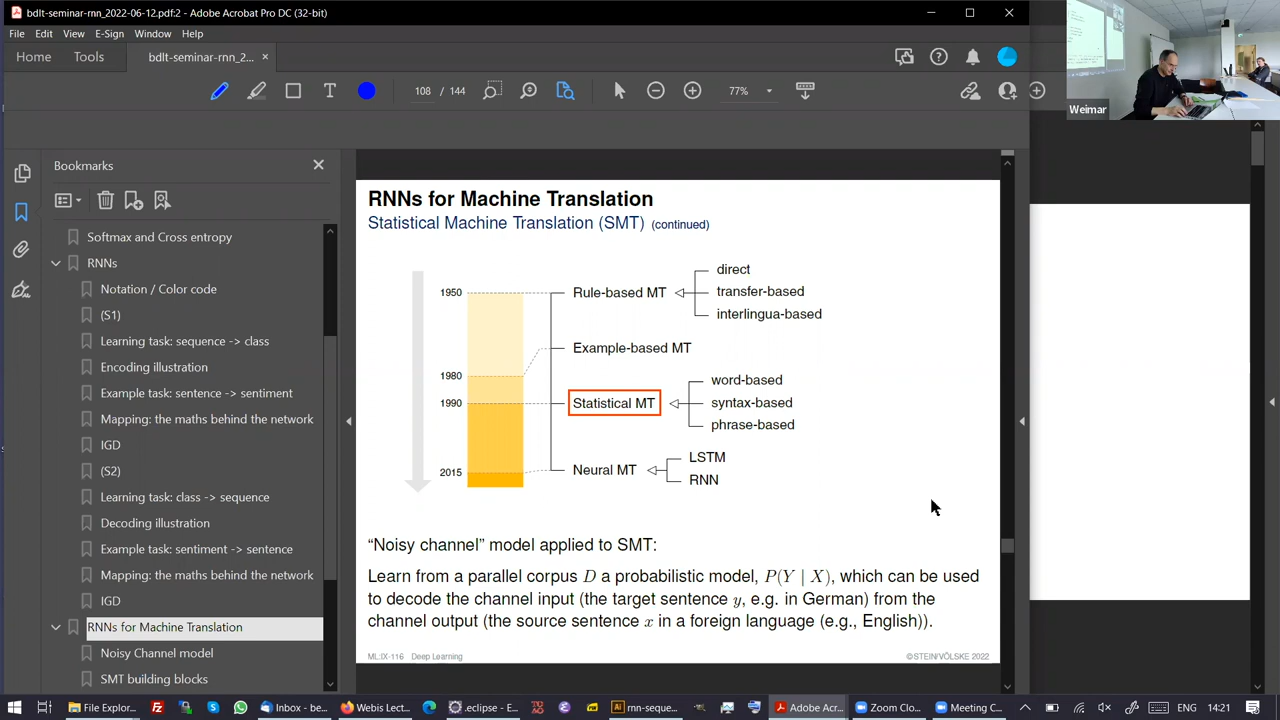 bdlt-seminar-rnn_2022-06-12.pdf:2 - Adobe Acrobat Pro DC (32-bit)
File Edit View E-Sign Window Help
Home Tools bdlt-seminar-rnn_2... ×
108 / 144 77%
Weimar
Bookmarks
Softmax and Cross entropy
RNNs
Notation / Color code
(S1)
Learning task: sequence -> class
Encoding illustration
Example task: sentence -> sentiment
Mapping: the maths behind the network
IGD
(S2)
Learning task: class -> sequence
Decoding illustration
Example task: sentiment -> sentence
Mapping: the maths behind the network
IGD
RNNs for Machine Translation
Noisy Channel model
SMT building blocks
RNNs for Machine Translation
Statistical Machine Translation (SMT) (continued)
direct
1950 Rule-based MT transfer-based
interlingua-based
Example-based MT
1980 word-based
1990 Statistical MT syntax-based
phrase-based
LSTM
2015 Neural MT
RNN
“Noisy channel” model applied to SMT:
Learn from a parallel corpus D a probabilistic model, P(Y | X), which can be used
to decode the channel input (the target sentence y, e.g. in German) from the
channel output (the source sentence x in a foreign language (e.g., English)).
ML:IX-116 Deep Learning ©STEIN/VÖLSKE 2022
File Explor... Inbox - be... Webis Lect... .eclipse - E... rnn-seque... Adobe Acr... Zoom Clo... Meeting C... ENG 14:21